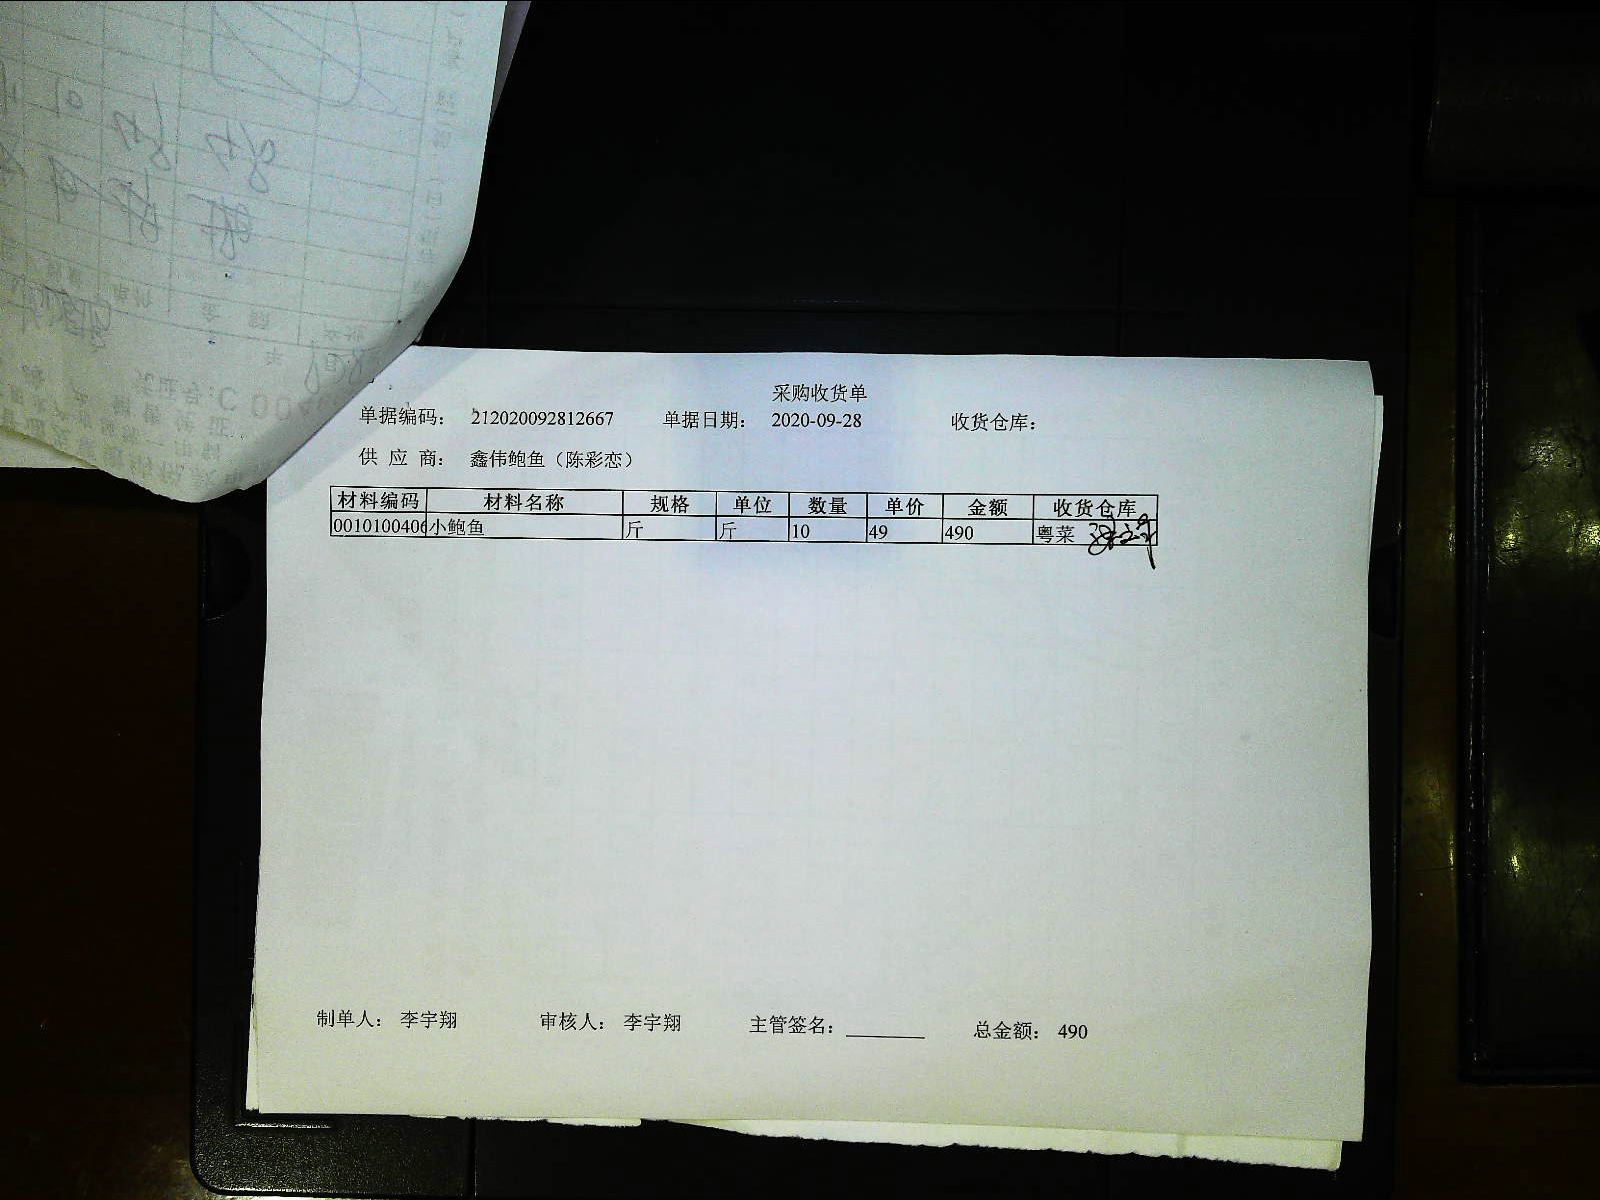 采购收货单
单据编码： 212020092812667 单据日期： 2020-09-28 收货仓库：
供 应 商： 鑫伟鲍鱼（陈彩恋）
材料编码 材料名称 规格 单位 数量 单价 金额 收货仓库
0010100406 小鲍鱼 斤 斤 10 49 490 粤菜
制单人： 李宇翔 审核人： 李宇翔 主管签名： 总金额： 490